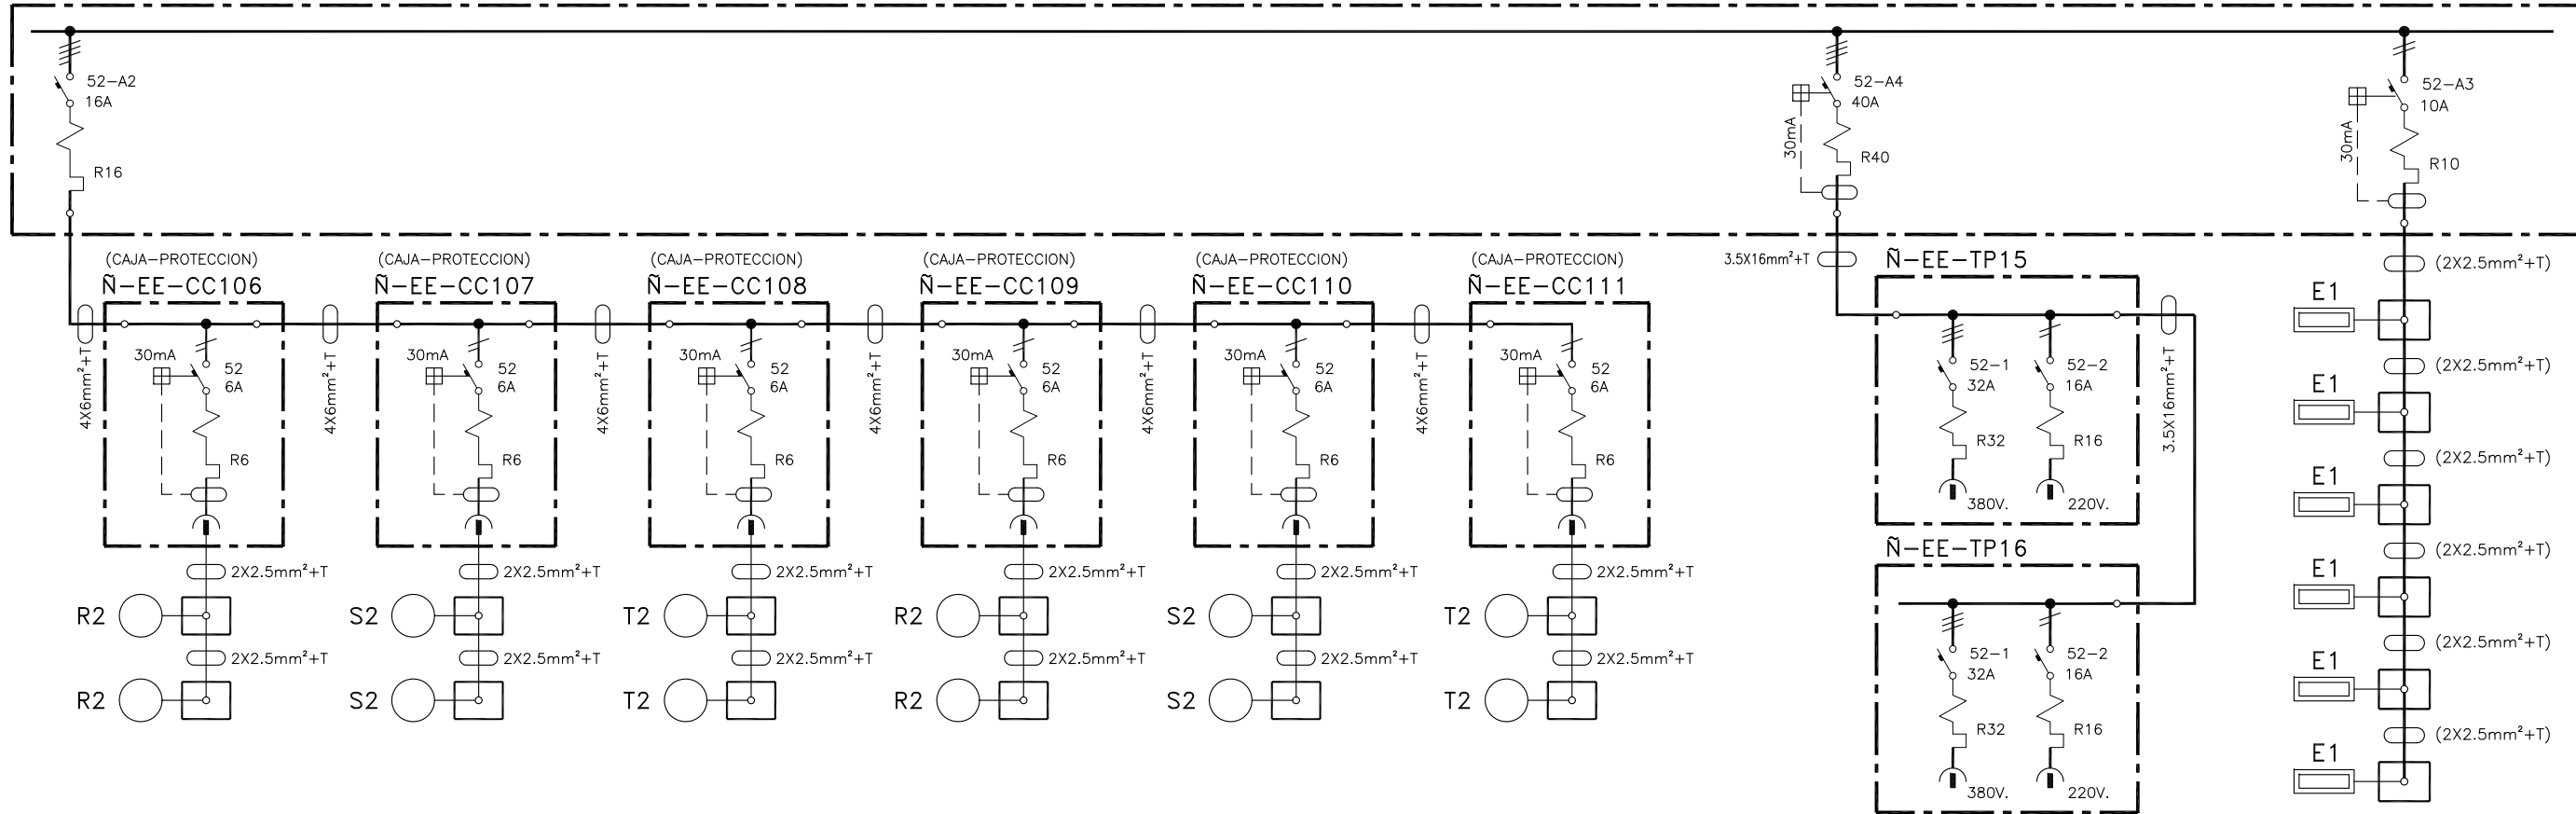 52-A2
16A
R16
52-A4
40A
30mA
R40
52-A3
10A
30mA
R10
(CAJA-PROTECCION)
Ñ-EE-CC106
(CAJA-PROTECCION)
Ñ-EE-CC107
(CAJA-PROTECCION)
Ñ-EE-CC108
(CAJA-PROTECCION)
Ñ-EE-CC109
(CAJA-PROTECCION)
Ñ-EE-CC110
(CAJA-PROTECCION)
Ñ-EE-CC111
4X6mm²+T
30mA
52
6A
R6
4X6mm²+T
30mA
52
6A
R6
4X6mm²+T
30mA
52
6A
R6
4X6mm²+T
30mA
52
6A
R6
4X6mm²+T
30mA
52
6A
R6
4X6mm²+T
30mA
52
6A
R6
2X2.5mm²+T
2X2.5mm²+T
2X2.5mm²+T
2X2.5mm²+T
2X2.5mm²+T
2X2.5mm²+T
R2
S2
T2
R2
S2
T2
2X2.5mm²+T
2X2.5mm²+T
2X2.5mm²+T
2X2.5mm²+T
2X2.5mm²+T
2X2.5mm²+T
R2
S2
T2
R2
S2
T2
3.5X16mm²+T
Ñ-EE-TP15
52-1
32A
R32
380V.
52-2
16A
R16
220V.
3.5X16mm²+T
Ñ-EE-TP16
52-1
32A
R32
380V.
52-2
16A
R16
220V.
(2X2.5mm²+T)
E1
(2X2.5mm²+T)
E1
(2X2.5mm²+T)
E1
(2X2.5mm²+T)
E1
(2X2.5mm²+T)
E1
(2X2.5mm²+T)
E1